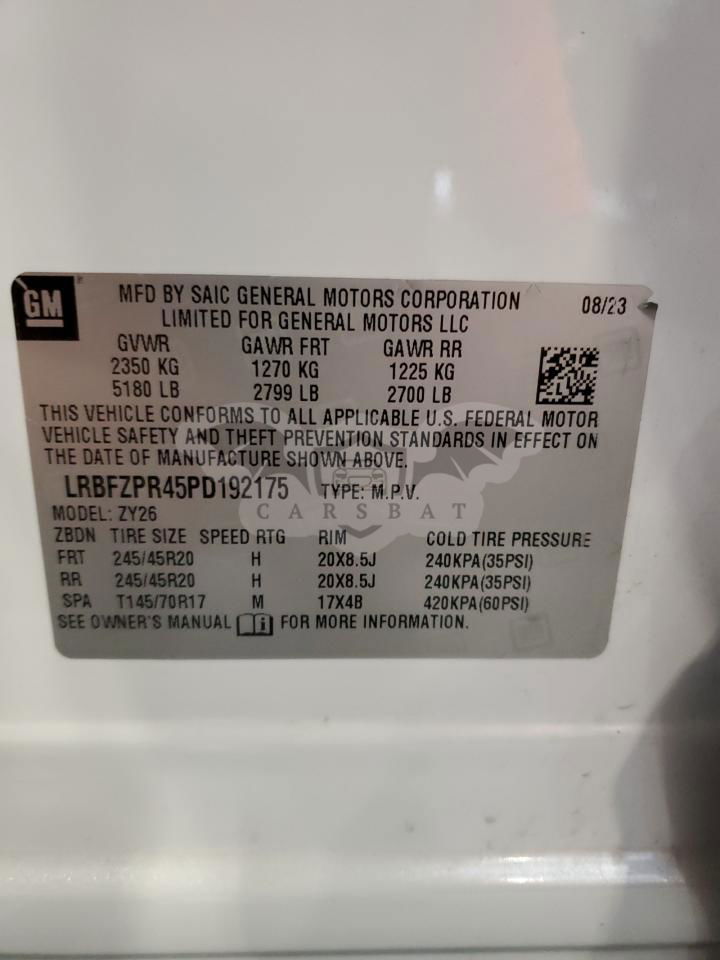 GM
MFD BY SAIC GENERAL MOTORS CORPORATION 08/23
LIMITED FOR GENERAL MOTORS LLC
GVWR GAWR FRT GAWR RR
2350 KG 1270 KG 1225 KG
5180 LB 2799 LB 2700 LB
THIS VEHICLE CONFORMS TO ALL APPLICABLE U.S. FEDERAL MOTOR
VEHICLE SAFETY AND THEFT PREVENTION STANDARDS IN EFFECT ON
THE DATE OF MANUFACTURE SHOWN ABOVE.
LRBFZPR45PD192175 TYPE: M.P.V.
CARSBAT
MODEL: ZY26
ZBDN TIRE SIZE SPEED RTG RIM COLD TIRE PRESSURE
FRT 245/45R20 H 20X8.5J 240KPA(35PSI)
RR 245/45R20 H 20X8.5J 240KPA(35PSI)
SPA T145/70R17 M 17X4B 420KPA(60PSI)
SEE OWNER'S MANUAL i FOR MORE INFORMATION.